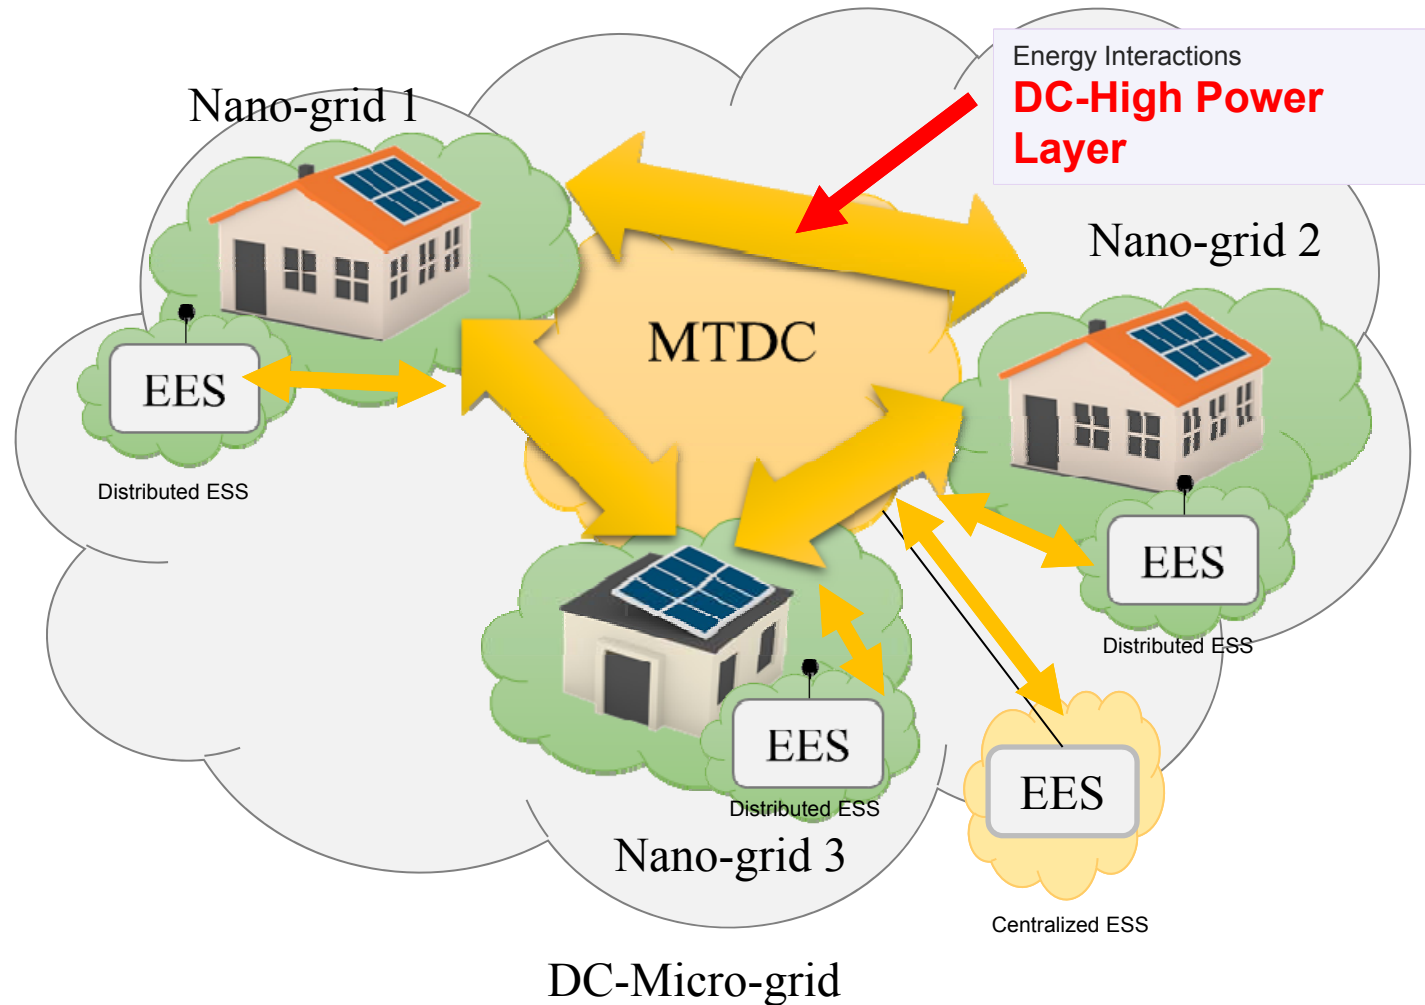 Energy Interactions
DC-High Power
Layer
Nano-grid 1
Nano-grid 2
MTDC
EES
Distributed ESS
EES
Distributed ESS
EES
Distributed ESS
Nano-grid 3
EES
Centralized ESS
DC-Micro-grid